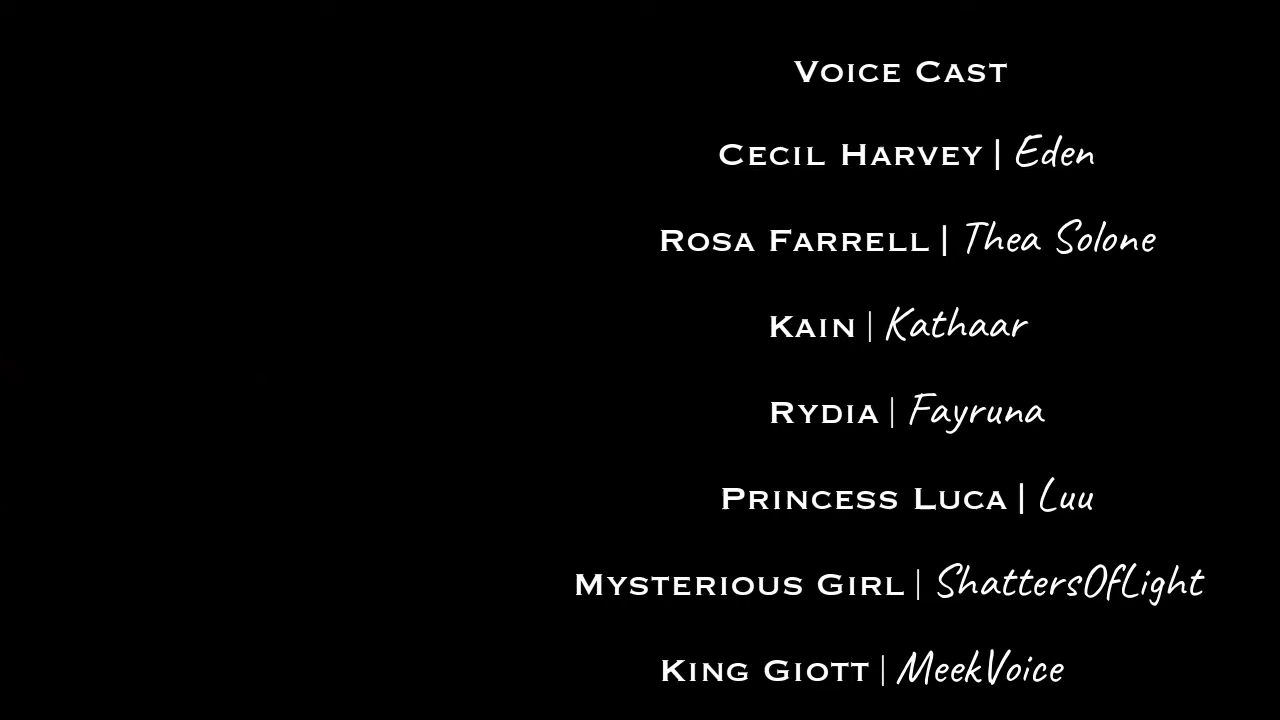 Voice Cast
Cecil Harvey | Eden
Rosa Farrell | Thea Solone
Kain | Kathaar
Rydia | Fayruna
Princess Luca | Luu
Mysterious Girl | ShattersOfLight
King Giott | MeekVoice